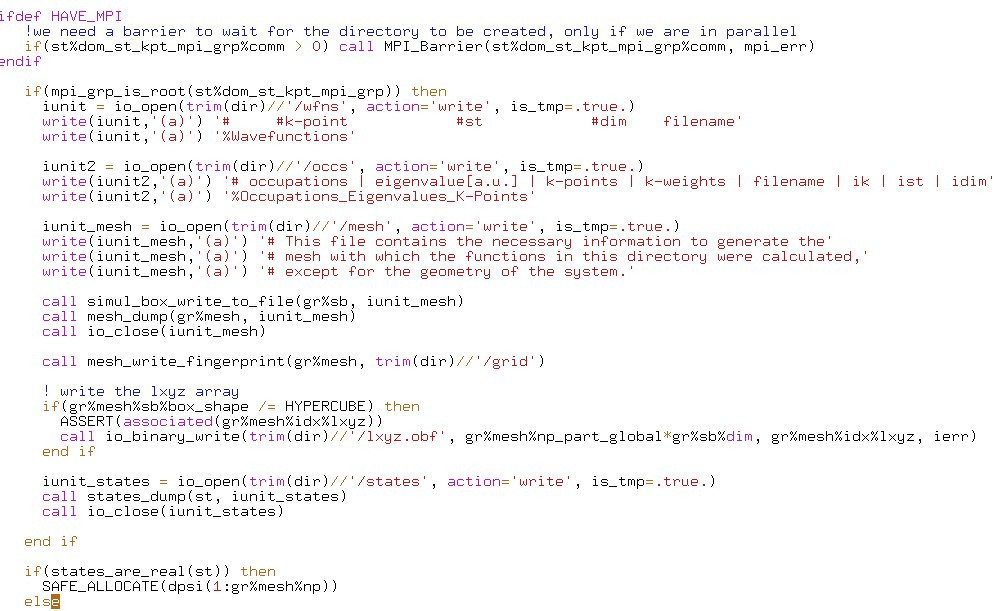 ifdef HAVE_MPI
!we need a barrier to wait for the directory to be created, only if we are in parallel
if(st%dom_st_kpt_mpi_grp%comm > 0) call MPI_Barrier(st%dom_st_kpt_mpi_grp%comm, mpi_err)
endif
if(mpi_grp_is_root(st%dom_st_kpt_mpi_grp)) then
iunit = io_open(trim(dir)//'/wfns', action='write', is_tmp=.true.)
write(iunit,'(a)') '#     #k-point            #st               #dim    filename'
write(iunit,'(a)') '%Wavefunctions'
iunit2 = io_open(trim(dir)//'/occs', action='write', is_tmp=.true.)
write(iunit2,'(a)') '# occupations | eigenvalue[a.u.] | k-points | k-weights | filename | ik | ist | idim'
write(iunit2,'(a)') '%Occupations_Eigenvalues_K-Points'
iunit_mesh = io_open(trim(dir)//'/mesh', action='write', is_tmp=.true.)
write(iunit_mesh,'(a)') '# This file contains the necessary information to generate the'
write(iunit_mesh,'(a)') '# mesh with which the functions in this directory were calculated,'
write(iunit_mesh,'(a)') '# except for the geometry of the system.'
call simul_box_write_to_file(gr%sb, iunit_mesh)
call mesh_dump(gr%mesh, iunit_mesh)
call io_close(iunit_mesh)
call mesh_write_fingerprint(gr%mesh, trim(dir)//'/grid')
! write the lxyz array
if(gr%mesh%sb%box_shape /= HYPERCUBE) then
ASSERT(associated(gr%mesh%idx%lxyz))
call io_binary_write(trim(dir)//'/lxyz.obf', gr%mesh%np_part_global*gr%sb%dim, gr%mesh%idx%lxyz, ierr)
end if
iunit_states = io_open(trim(dir)//'/states', action='write', is_tmp=.true.)
call states_dump(st, iunit_states)
call io_close(iunit_states)
end if
if(states_are_real(st)) then
SAFE_ALLOCATE(dpsi(1:gr%mesh%np))
else